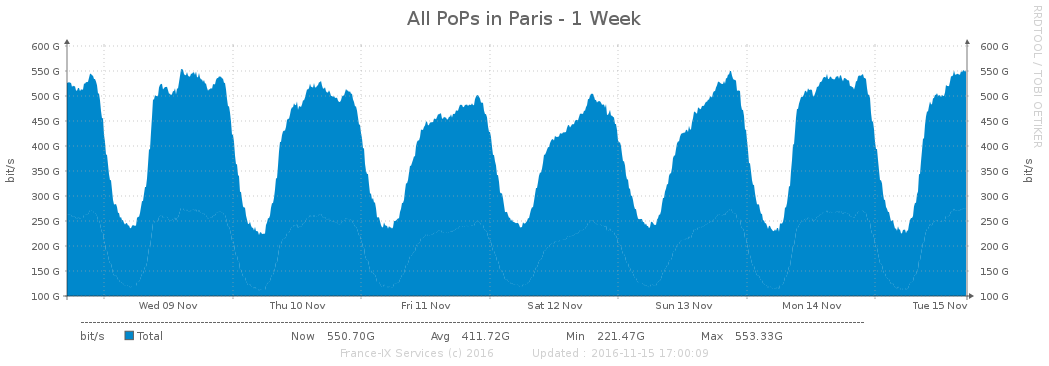 All PoPs in Paris - 1 Week
RRDTOOL / TOBI OETIKER
600 G 600 G
550 G 550 G
500 G 500 G
450 G 450 G
400 G 400 G
350 G 350 G
300 G 300 G
250 G 250 G
200 G 200 G
150 G 150 G
100 G 100 G
bit/s bit/s
Wed 09 Nov Thu 10 Nov Fri 11 Nov Sat 12 Nov Sun 13 Nov Mon 14 Nov Tue 15 Nov
bit/s Total Now 550.70G Avg 411.72G Min 221.47G Max 553.33G
France-IX Services (c) 2016 Updated : 2016-11-15 17:00:09